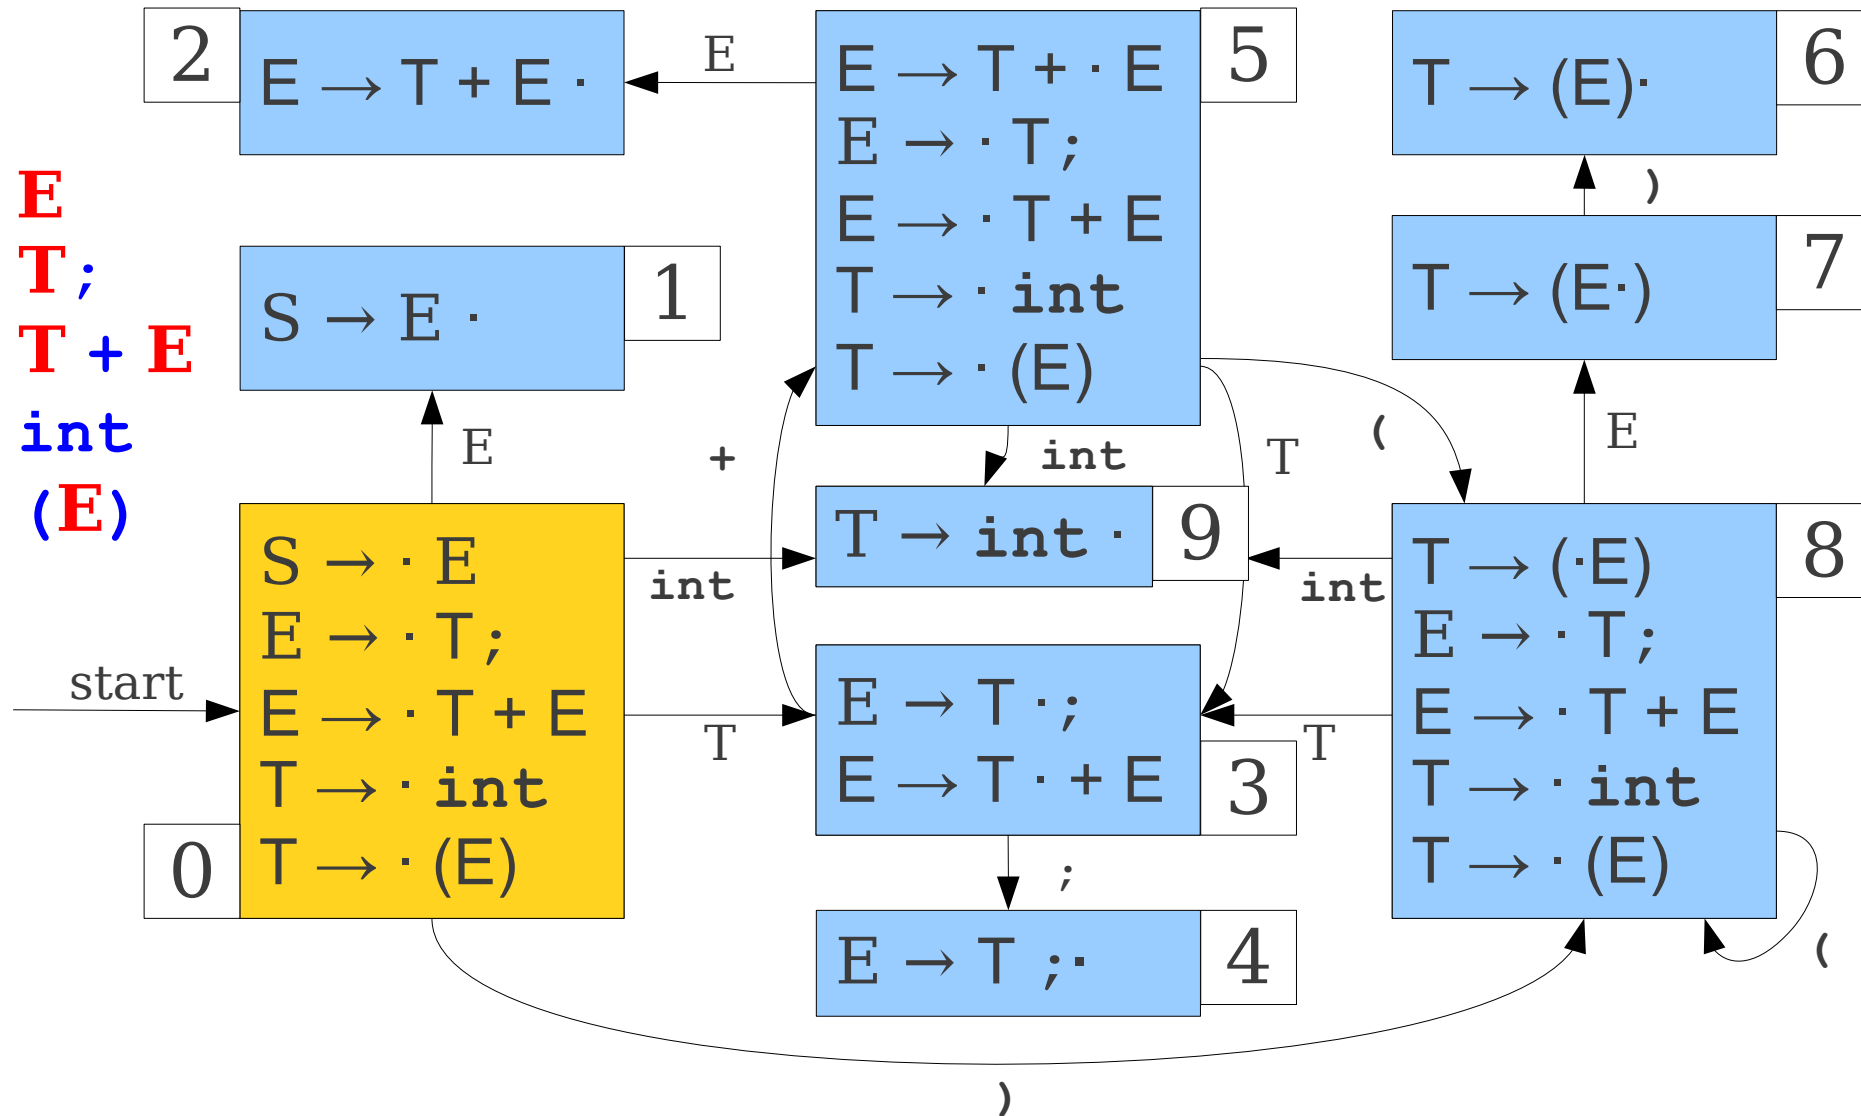 E
T ;
T + E
int
(E)
2
E → T + E ·
E
5
E → T + · E
E → · T ;
E → · T + E
T → · int
T → · (E)
6
T → (E)·
)
7
T → (E·)
1
S → E ·
E
+
int
T
(
E
start
0
S → · E
E → · T ;
E → · T + E
T → · int
T → · (E)
int
T
9
T → int ·
int
T
3
E → T · ;
E → T · + E
;
4
E → T ;·
8
T → (·E)
E → · T ;
E → · T + E
T → · int
T → · (E)
(
)